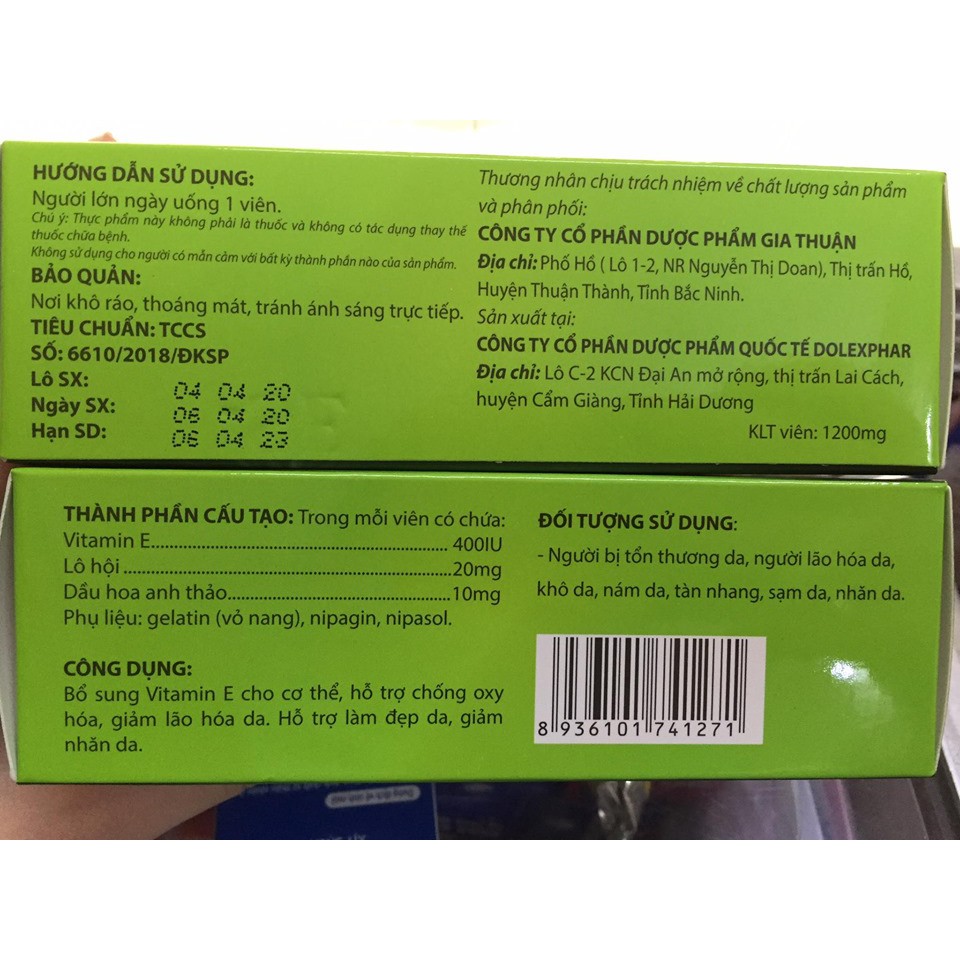 HƯỚNG DẪN SỬ DỤNG:
Người lớn ngày uống 1 viên.
Chú ý: Thực phẩm này không phải là thuốc và không có tác dụng thay thế
thuốc chữa bệnh.
Không sử dụng cho người có mẫn cảm với bất kỳ thành phần nào của sản phẩm.
BẢO QUẢN:
Nơi khô ráo, thoáng mát, tránh ánh sáng trực tiếp.
TIÊU CHUẨN: TCCS
SỐ: 6610/2018/ĐKSP
Lô SX: 04 04 20
Ngày SX: 06 04 20
Hạn SD: 06 04 23
Thương nhân chịu trách nhiệm về chất lượng sản phẩm
và phân phối:
CÔNG TY CỔ PHẦN DƯỢC PHẨM GIA THUẬN
Địa chỉ: Phố Hồ ( Lô 1-2, NR Nguyễn Thị Doan), Thị trấn Hồ,
Huyện Thuận Thành, Tỉnh Bắc Ninh.
Sản xuất tại:
CÔNG TY CỔ PHẦN DƯỢC PHẨM QUỐC TẾ DOLEXPHAR
Địa chỉ: Lô C-2 KCN Đại An mở rộng, thị trấn Lai Cách,
huyện Cẩm Giàng, Tỉnh Hải Dương
KLT viên: 1200mg
THÀNH PHẦN CẤU TẠO: Trong mỗi viên có chứa:
Vitamin E.................................................... 400IU
Lô hội .........................................................20mg
Dầu hoa anh thảo.......................................10mg
Phụ liệu: gelatin (vỏ nang), nipagin, nipasol.
CÔNG DỤNG:
Bổ sung Vitamin E cho cơ thể, hỗ trợ chống oxy
hóa, giảm lão hóa da. Hỗ trợ làm đẹp da, giảm
nhăn da.
ĐỐI TƯỢNG SỬ DỤNG:
- Người bị tổn thương da, người lão hóa da,
khô da, nám da, tàn nhang, sạm da, nhăn da.
8 936101 741271